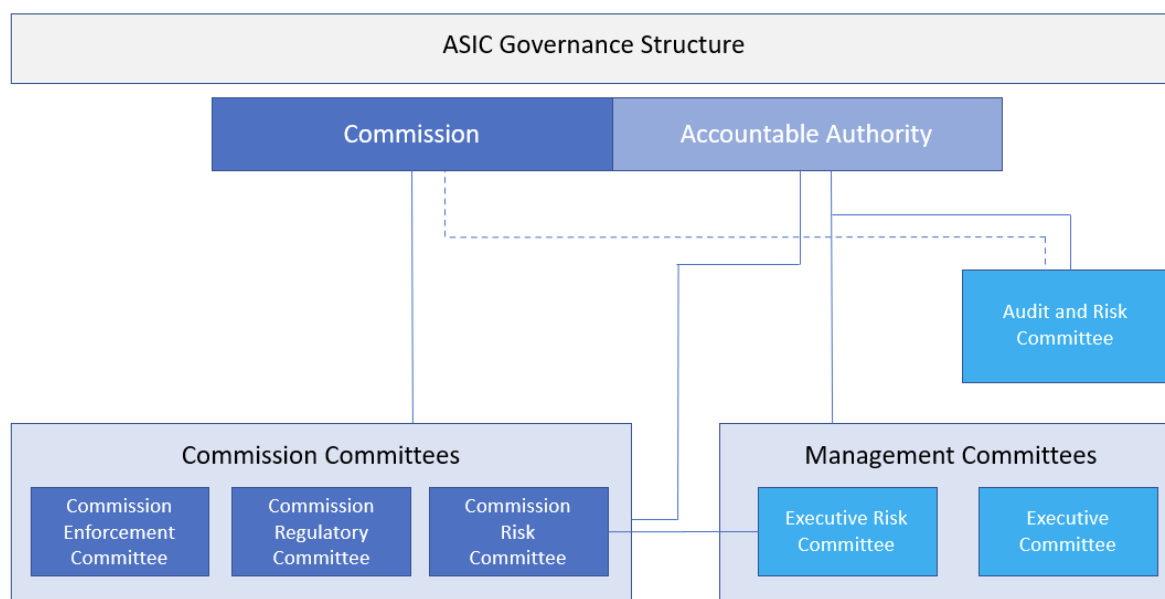 ASIC Governance Structure
Commission
Accountable Authority
Audit and Risk
Committee
Commission Committees
Commission
Enforcement
Committee
Commission
Regulatory
Committee
Commission
Risk
Committee
Management Committees
Executive Risk
Committee
Executive
Committee